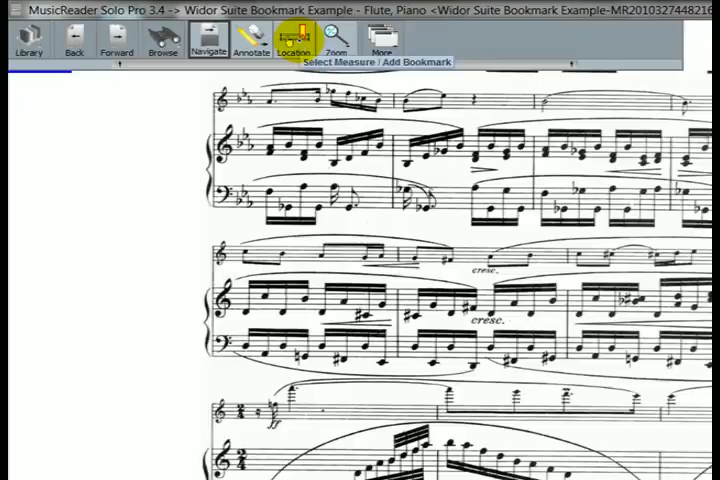 MusicReader Solo Pro 3.4 -> Widor Suite Bookmark Example - Flute, Piano <Widor Suite Bookmark Example-MR2010327448216
Library Back Forward Browse Navigate Annotate Location Zoom More
Select Measure / Add Bookmark
cresc.
cresc.
ff